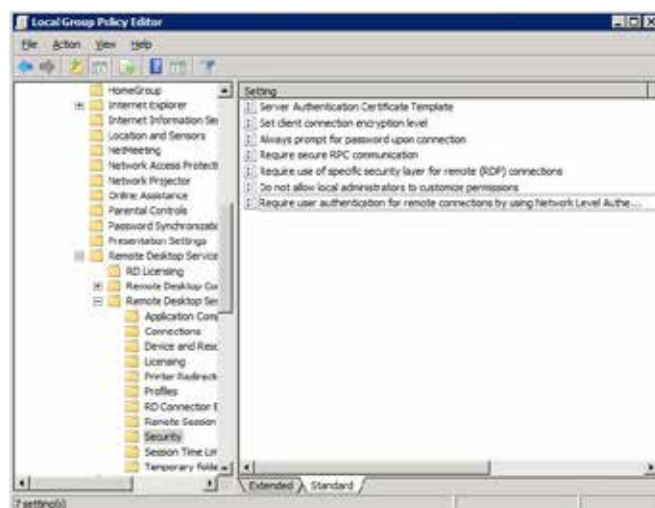 Local Group Policy Editor
File Action View Help
HomeGroup
Internet Explorer
Internet Information Ser
Location and Sensors
NetMeeting
Network Access Protecti
Network Projector
Online Assistance
Parental Controls
Password Synchronizati
Presentation Settings
Remote Desktop Service
RD Licensing
Remote Desktop Cor
Remote Desktop Ses
Application Com
Connections
Device and Reso
Licensing
Printer Redirecti
Profiles
RD Connection B
Remote Session
Security
Session Time Lim
Temporary folde
Setting
Server Authentication Certificate Template
Set client connection encryption level
Always prompt for password upon connection
Require secure RPC communication
Require use of specific security layer for remote (RDP) connections
Do not allow local administrators to customize permissions
Require user authentication for remote connections by using Network Level Authe...
Extended Standard
7 setting(s)